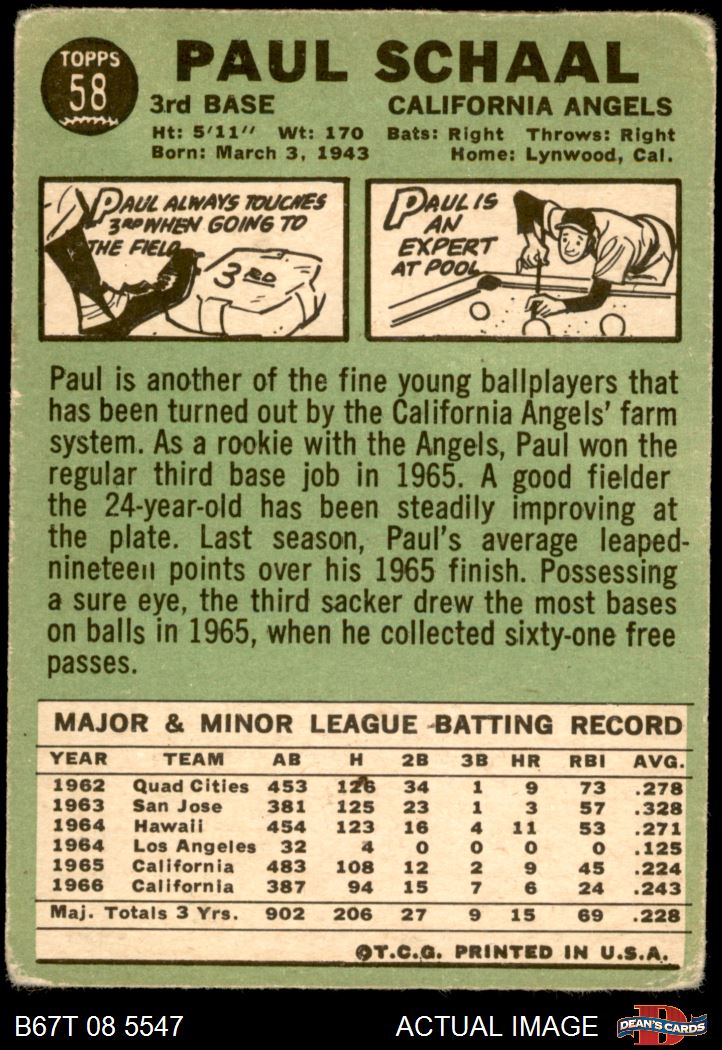 TOPPS
58
PAUL SCHAAL
3rd BASE CALIFORNIA ANGELS
Ht: 5'11" Wt: 170 Bats: Right Throws: Right
Born: March 3, 1943 Home: Lynwood, Cal.
PAUL ALWAYS TOUCHES
3RD WHEN GOING TO
THE FIELD
3RD
PAUL IS
AN
EXPERT
AT POOL
Paul is another of the fine young ballplayers that
has been turned out by the California Angels' farm
system. As a rookie with the Angels, Paul won the
regular third base job in 1965. A good fielder
the 24-year-old has been steadily improving at
the plate. Last season, Paul's average leaped-
nineteen points over his 1965 finish. Possessing
a sure eye, the third sacker drew the most bases
on balls in 1965, when he collected sixty-one free
passes.
MAJOR & MINOR LEAGUE BATTING RECORD
YEAR TEAM AB H 2B 3B HR RBI AVG.
1962 Quad Cities 453 126 34 1 9 73 .278
1963 San Jose 381 125 23 1 3 57 .328
1964 Hawaii 454 123 16 4 11 53 .271
1964 Los Angeles 32 4 0 0 0 0 .125
1965 California 483 108 12 2 9 45 .224
1966 California 387 94 15 7 6 24 .243
Maj. Totals 3 Yrs. 902 206 27 9 15 69 .228
©T.C.G. PRINTED IN U.S.A.
B67T 08 5547 ACTUAL IMAGE D DEAN'S CARDS